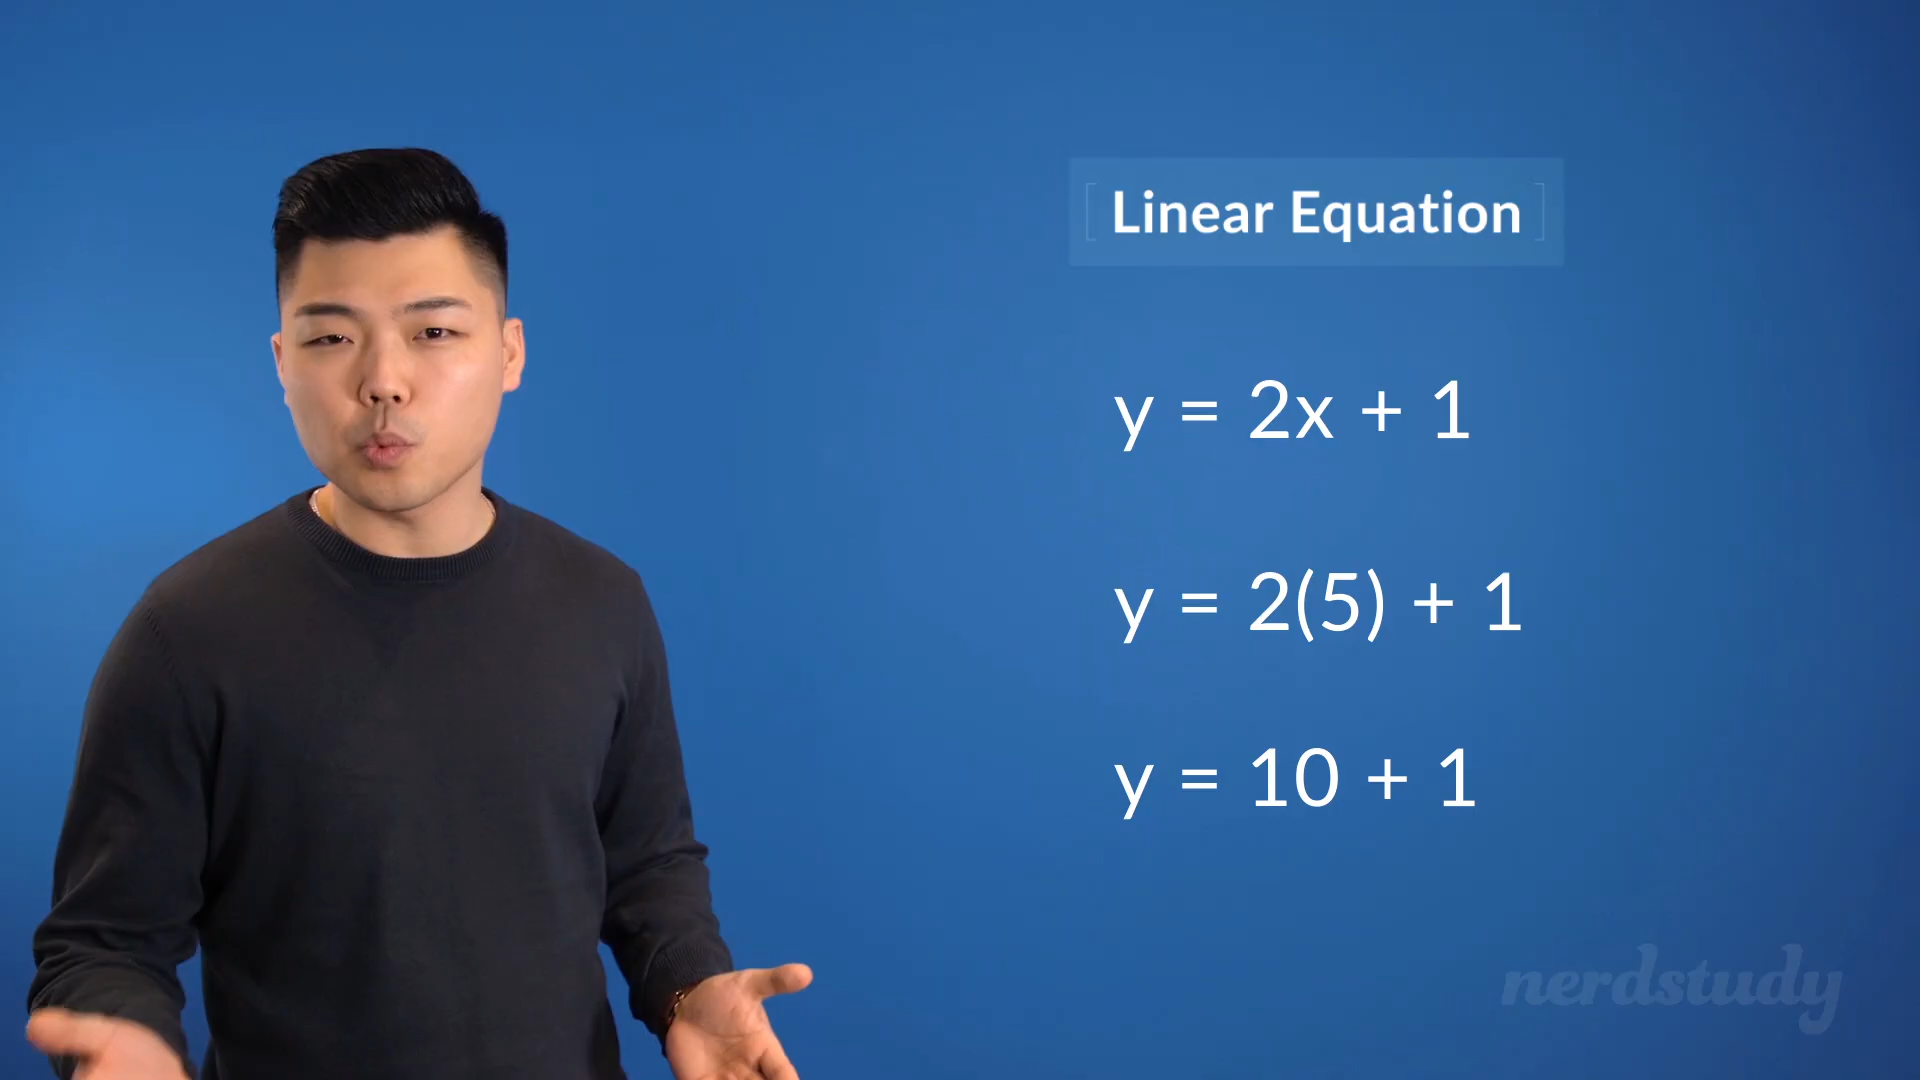 Linear Equation
y = 2x + 1
y = 2(5) + 1
y = 10 + 1
nerdstudy